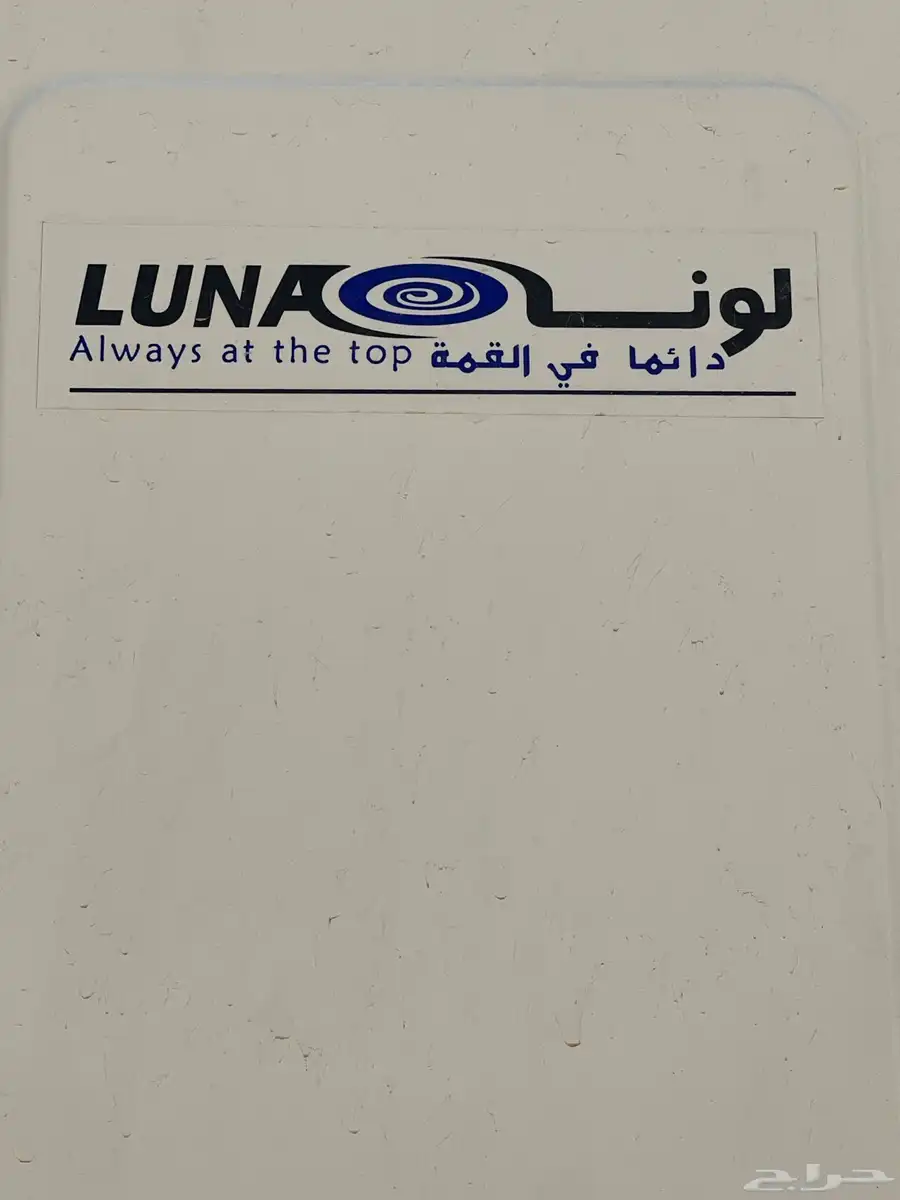 LUNA لونا
Always at the top دائما في القمة
حراج